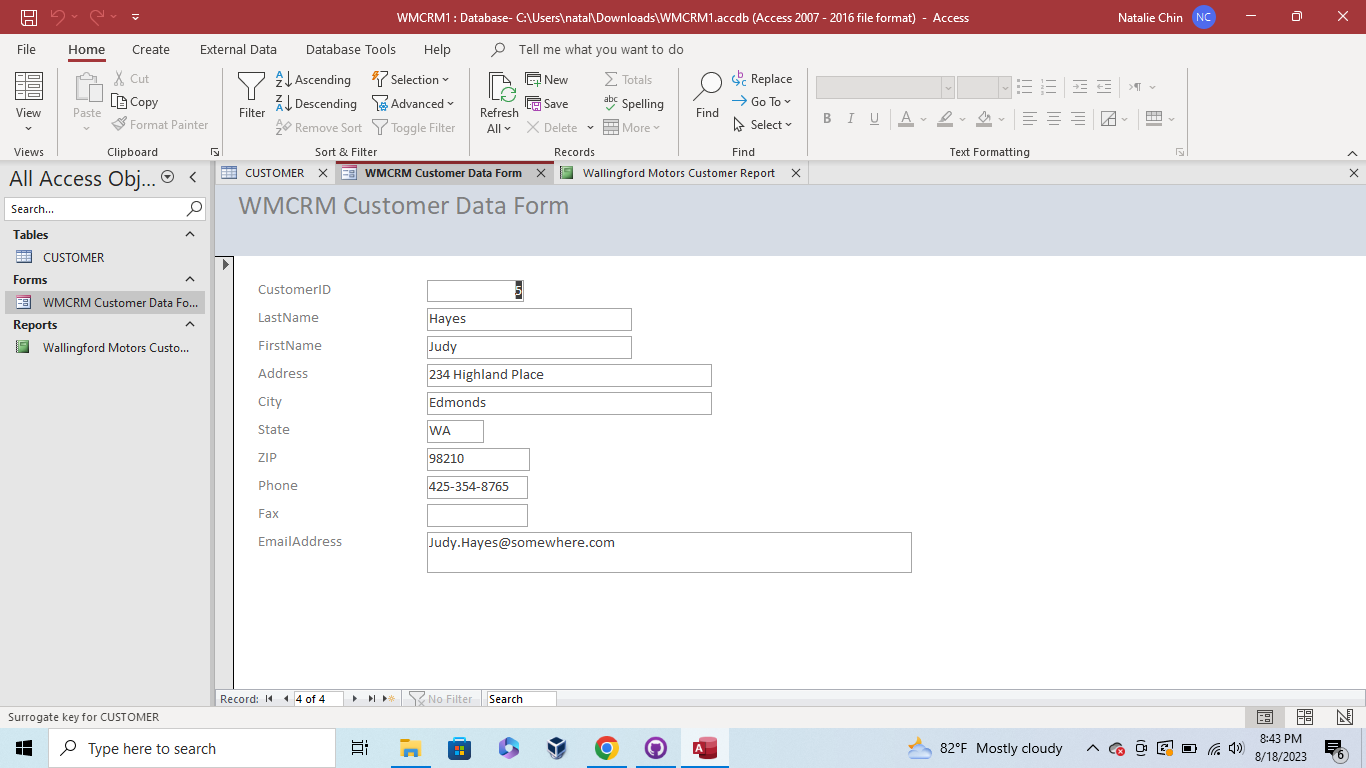 WMCRM1 : Database- C:\Users\natal\Downloads\WMCRM1.accdb (Access 2007 - 2016 file format) - Access
Natalie Chin NC
File Home Create External Data Database Tools Help Tell me what you want to do
View
Views
Paste
Cut
Copy
Format Painter
Clipboard
Filter
Ascending
Descending
Remove Sort
Selection
Advanced
Toggle Filter
Sort & Filter
Refresh
All
New
Save
Delete
Totals
Spelling
More
Records
Find
Replace
Go To
Select
Find
B I U A
Text Formatting
All Access Obj...
Search...
Tables
CUSTOMER
Forms
WMCRM Customer Data Fo...
Reports
Wallingford Motors Custo...
CUSTOMER WMCRM Customer Data Form Wallingford Motors Customer Report
WMCRM Customer Data Form
CustomerID 5
LastName Hayes
FirstName Judy
Address 234 Highland Place
City Edmonds
State WA
ZIP 98210
Phone 425-354-8765
Fax
EmailAddress Judy.Hayes@somewhere.com
Record: 4 of 4 No Filter Search
Surrogate key for CUSTOMER
Type here to search
82°F Mostly cloudy
8:43 PM
8/18/2023
6